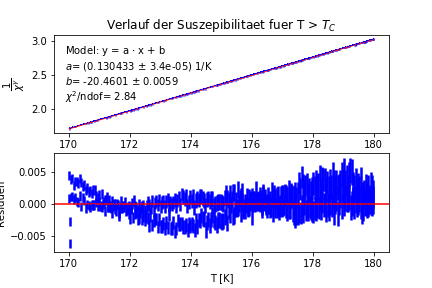 Verlauf der Suszepibilitaet fuer T > T_C
3.0
2.5
2.0
1/χ^γ
Model: y = a · x + b
a= (0.130433 ± 3.4e-05) 1/K
b= -20.4601 ± 0.0059
χ²/ndof= 2.84
170 172 174 176 178 180
0.005
0.000
−0.005
170 172 174 176 178 180
T [K]